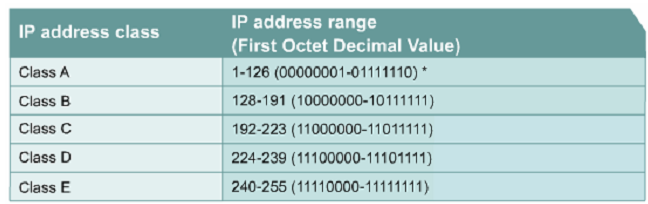 IP address class
IP address range
(First Octet Decimal Value)
Class A
1-126 (00000001-01111110) *
Class B
128-191 (10000000-10111111)
Class C
192-223 (11000000-11011111)
Class D
224-239 (11100000-11101111)
Class E
240-255 (11110000-11111111)